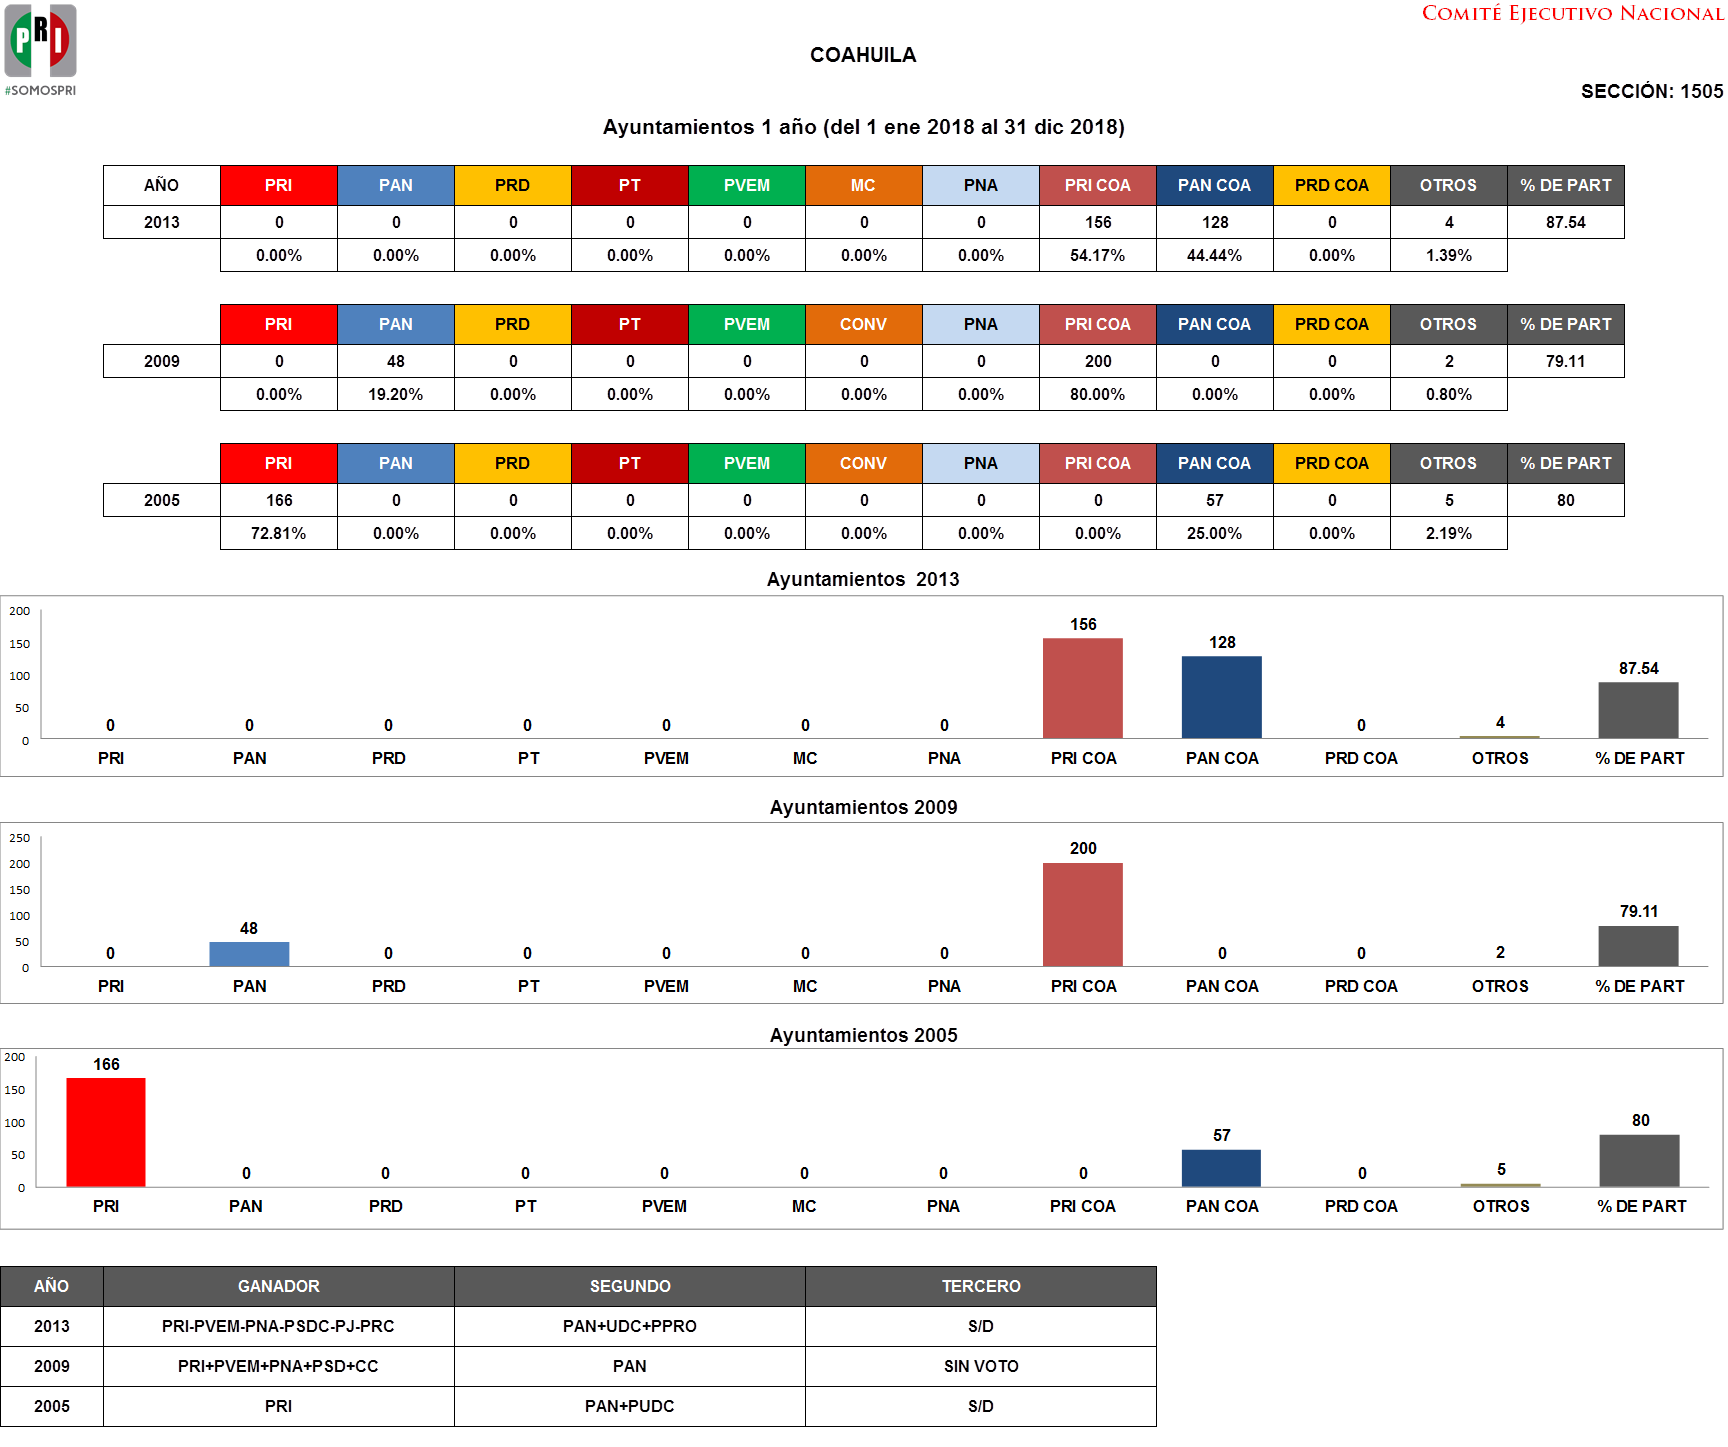 COMITÉ EJECUTIVO NACIONAL
PRI
#SOMOSPRI
COAHUILA
SECCIÓN: 1505
Ayuntamientos 1 año (del 1 ene 2018 al 31 dic 2018)
AÑO PRI PAN PRD PT PVEM MC PNA PRI COA PAN COA PRD COA OTROS % DE PART
2013 0 0 0 0 0 0 0 156 128 0 4 87.54
0.00% 0.00% 0.00% 0.00% 0.00% 0.00% 0.00% 54.17% 44.44% 0.00% 1.39%
PRI PAN PRD PT PVEM CONV PNA PRI COA PAN COA PRD COA OTROS % DE PART
2009 0 48 0 0 0 0 0 200 0 0 2 79.11
0.00% 19.20% 0.00% 0.00% 0.00% 0.00% 0.00% 80.00% 0.00% 0.00% 0.80%
PRI PAN PRD PT PVEM CONV PNA PRI COA PAN COA PRD COA OTROS % DE PART
2005 166 0 0 0 0 0 0 0 57 0 5 80
72.81% 0.00% 0.00% 0.00% 0.00% 0.00% 0.00% 0.00% 25.00% 0.00% 2.19%
Ayuntamientos 2013
200
150
100
50
0
0 0 0 0 0 0 0 156 128 0 4 87.54
PRI PAN PRD PT PVEM MC PNA PRI COA PAN COA PRD COA OTROS % DE PART
Ayuntamientos 2009
250
200
150
100
50
0
0 48 0 0 0 0 0 200 0 0 2 79.11
PRI PAN PRD PT PVEM MC PNA PRI COA PAN COA PRD COA OTROS % DE PART
Ayuntamientos 2005
200
150
100
50
0
166 0 0 0 0 0 0 0 57 0 5 80
PRI PAN PRD PT PVEM MC PNA PRI COA PAN COA PRD COA OTROS % DE PART
AÑO GANADOR SEGUNDO TERCERO
2013 PRI-PVEM-PNA-PSDC-PJ-PRC PAN+UDC+PPRO S/D
2009 PRI+PVEM+PNA+PSD+CC PAN SIN VOTO
2005 PRI PAN+PUDC S/D